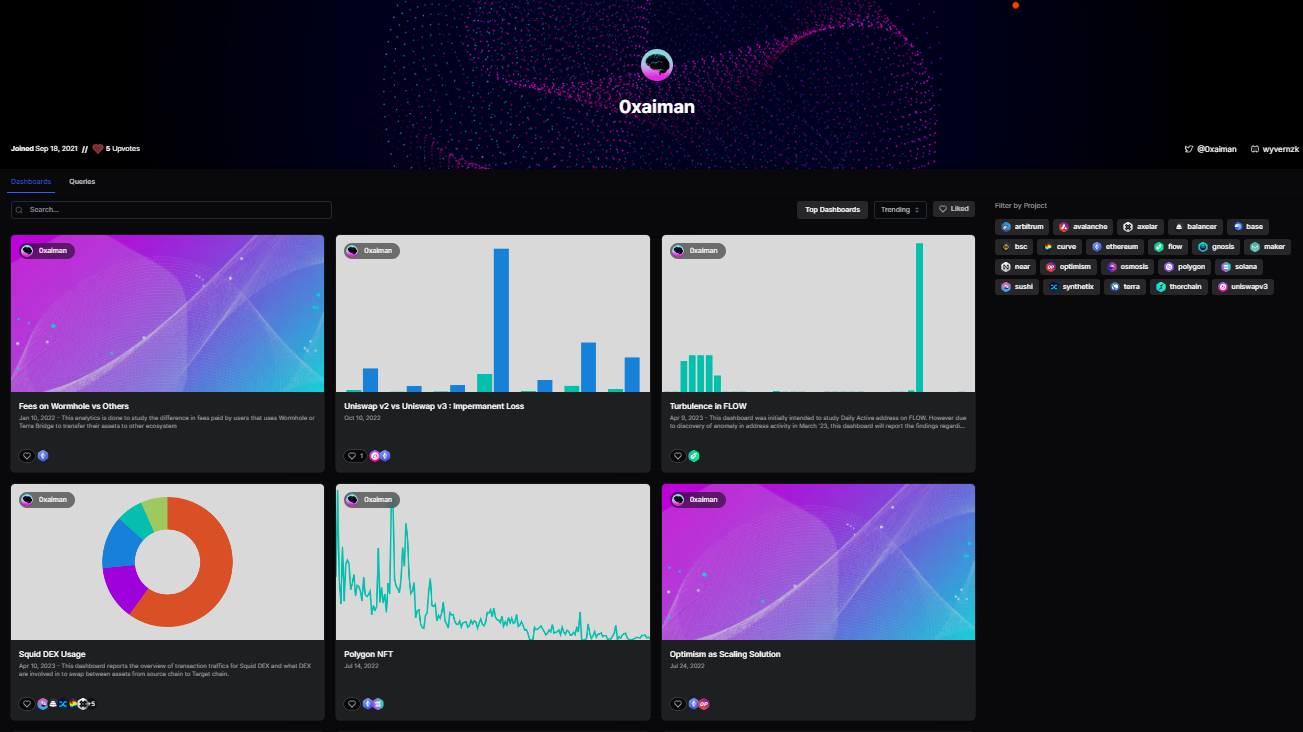 0xaiman
Joined Sep 18, 2021 // 5 Upvotes
@0xaiman wyvernzk
Dashboards Queries
Search...
Top Dashboards Trending Liked
Filter by Project
arbitrum avalanche axelar balancer base
bsc curve ethereum flow gnosis maker
near optimism osmosis polygon solana
sushi synthetix terra thorchain uniswapv3
0xaiman
Fees on Wormhole vs Others
Jan 10, 2022 - This analytics is done to study the difference in fees paid by users that uses Wormhole or
Terra Bridge to transfer their assets to other ecosystem
0xaiman
Uniswap v2 vs Uniswap v3 : Impermanent Loss
Oct 10, 2022
1
0xaiman
Turbulence in FLOW
Apr 9, 2023 - This dashboard was initially intended to study Daily Active address on FLOW. However due
to discovery of anomaly in address activity in March '23, this dashboard will report the findings regardi...
0xaiman
Squid DEX Usage
Apr 10, 2023 - This dashboard reports the overview of transaction traffics for Squid DEX and what DEX
are involved in to swap between assets from source chain to Target chain.
+5
0xaiman
Polygon NFT
Jul 14, 2022
0xaiman
Optimism as Scaling Solution
Jul 24, 2022
OP